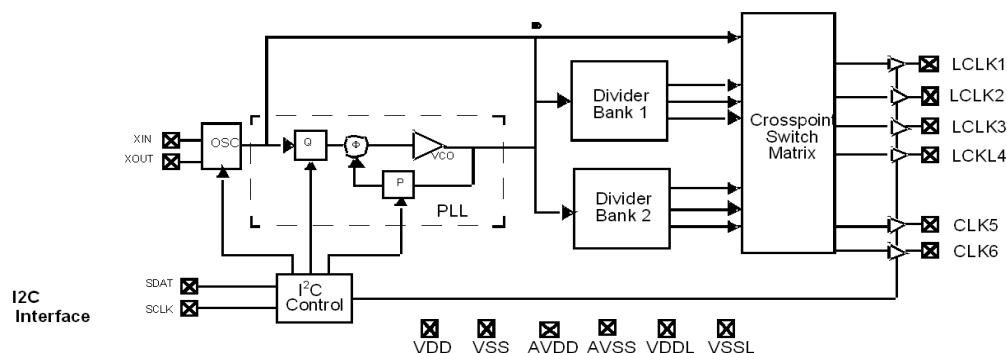 LCLK1
LCLK2
LCLK3
LCKL4
CLK5
CLK6
Divider
Bank 1
Divider
Bank 2
Crosspoint
Switch
Matrix
XIN
XOUT
OSC
Q
Φ
VCO
P
PLL
SDAT
SCLK
I2C
Interface
I²C
Control
VDD
VSS
AVDD
AVSS
VDDL
VSSL